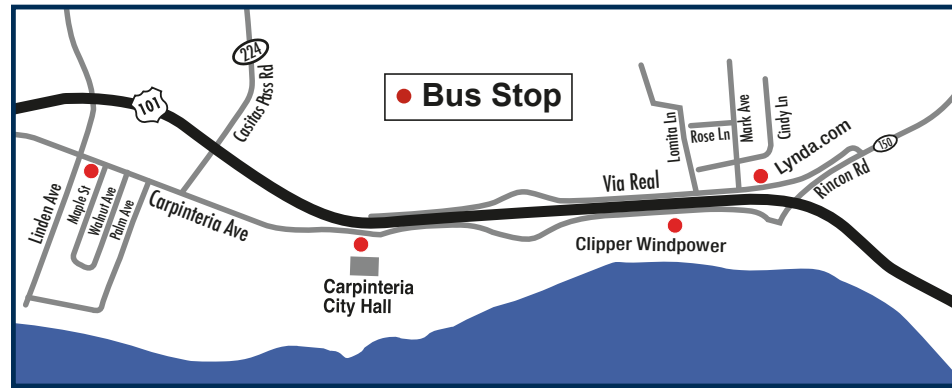 224
101
Casitas Pass Rd
Bus Stop
Lomita Ln
Rose Ln
Mark Ave
Cindy Ln
Lynda.com
150
Rincon Rd
Via Real
Linden Ave
Maple St
Walnut Ave
Palm Ave
Carpinteria Ave
Clipper Windpower
Carpinteria
City Hall